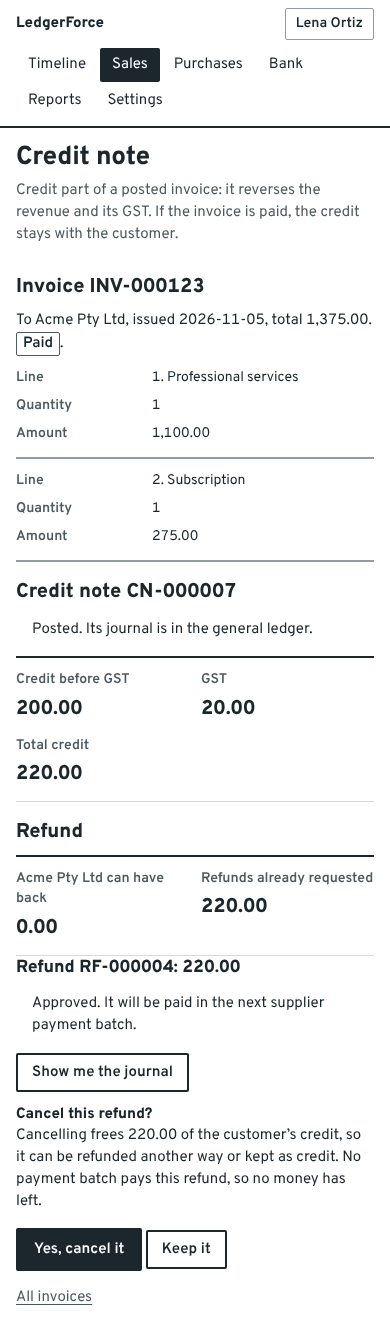 LedgerForce
Lena Ortiz
Timeline Sales Purchases Bank
Reports Settings
Credit note
Credit part of a posted invoice: it reverses the
revenue and its GST. If the invoice is paid, the credit
stays with the customer.
Invoice INV-000123
To Acme Pty Ltd, issued 2026-11-05, total 1,375.00.
Paid.
Line 1. Professional services
Quantity 1
Amount 1,100.00
Line 2. Subscription
Quantity 1
Amount 275.00
Credit note CN-000007
Posted. Its journal is in the general ledger.
Credit before GST GST
200.00 20.00
Total credit
220.00
Refund
Acme Pty Ltd can have Refunds already requested
back
0.00 220.00
Refund RF-000004: 220.00
Approved. It will be paid in the next supplier
payment batch.
Show me the journal
Cancel this refund?
Cancelling frees 220.00 of the customer’s credit, so
it can be refunded another way or kept as credit. No
payment batch pays this refund, so no money has
left.
Yes, cancel it Keep it
All invoices